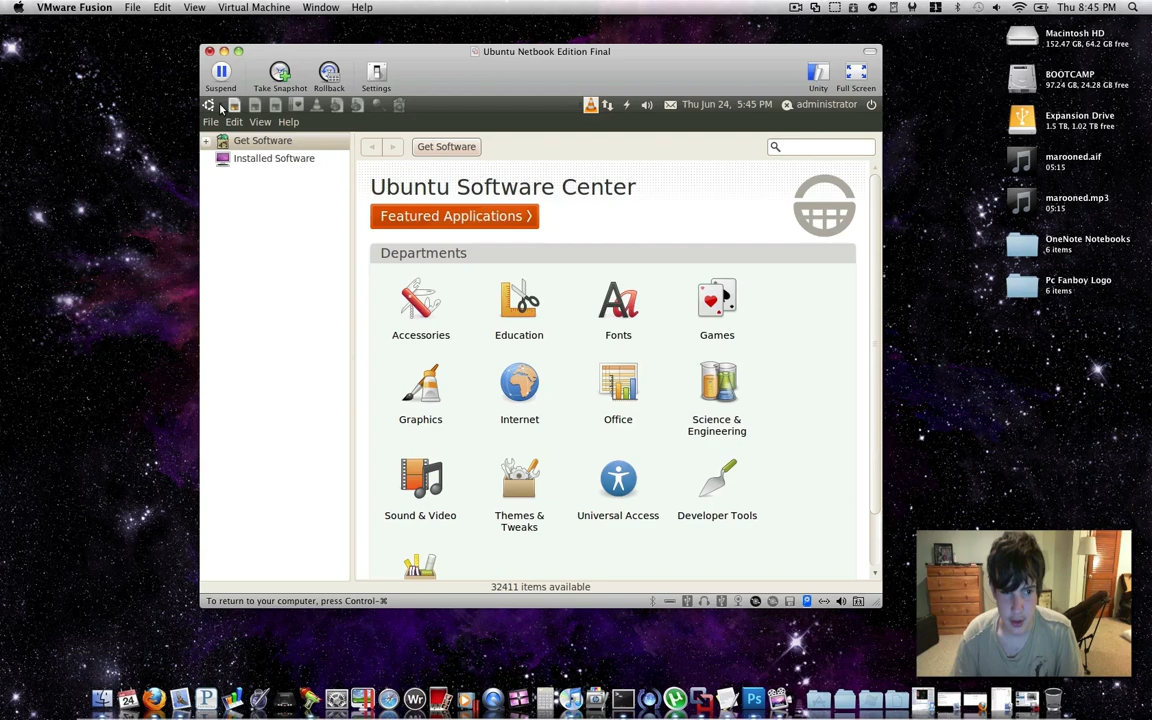 VMware Fusion File Edit View Virtual Machine Window Help
Thu 8:45 PM
Macintosh HD
152.47 GB, 64.2 GB free
BOOTCAMP
97.24 GB, 24.28 GB free
Expansion Drive
1.5 TB, 1.02 TB free
marooned.aif
05:15
marooned.mp3
05:15
OneNote Notebooks
6 items
Pc Fanboy Logo
6 items
Ubuntu Netbook Edition Final
Suspend Take Snapshot Rollback Settings Unity Full Screen
Thu Jun 24, 5:45 PM administrator
File Edit View Help
Get Software
Installed Software
Get Software
Ubuntu Software Center
Featured Applications
Departments
Accessories Education Fonts Games
Graphics Internet Office Science &
Engineering
Sound & Video Themes & Universal Access Developer Tools
Tweaks
32411 items available
To return to your computer, press Control-⌘
24
W
Ps